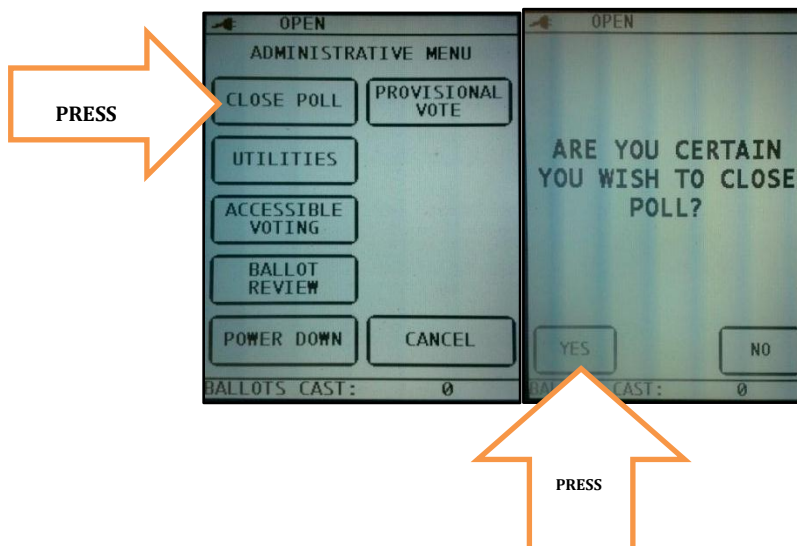 OPEN
ADMINISTRATIVE MENU
PRESS
CLOSE POLL
PROVISIONAL
VOTE
UTILITIES
ACCESSIBLE
VOTING
BALLOT
REVIEW
POWER DOWN
CANCEL
BALLOTS CAST: 0
OPEN
ARE YOU CERTAIN
YOU WISH TO CLOSE
POLL?
YES
NO
CAST: 0
PRESS